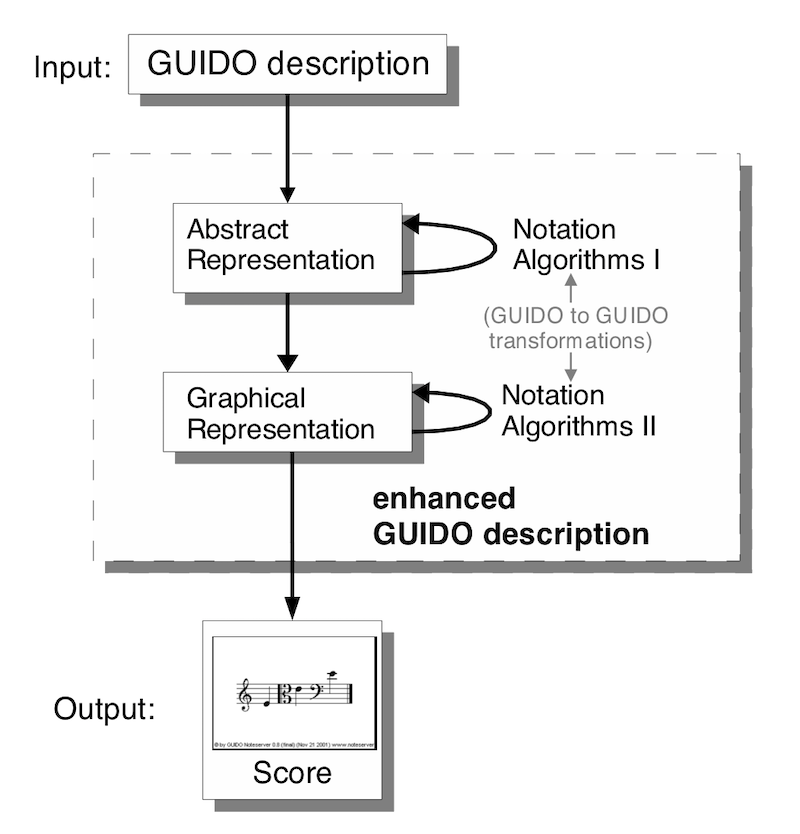 Input:
GUIDO description
Abstract
Representation
Notation
Algorithms I
(GUIDO to GUIDO
transformations)
Graphical
Representation
Notation
Algorithms II
enhanced
GUIDO description
Output:
© by GUIDO Noteserver 0.8 (final) (Nov 21 2001) www.noteserver
Score